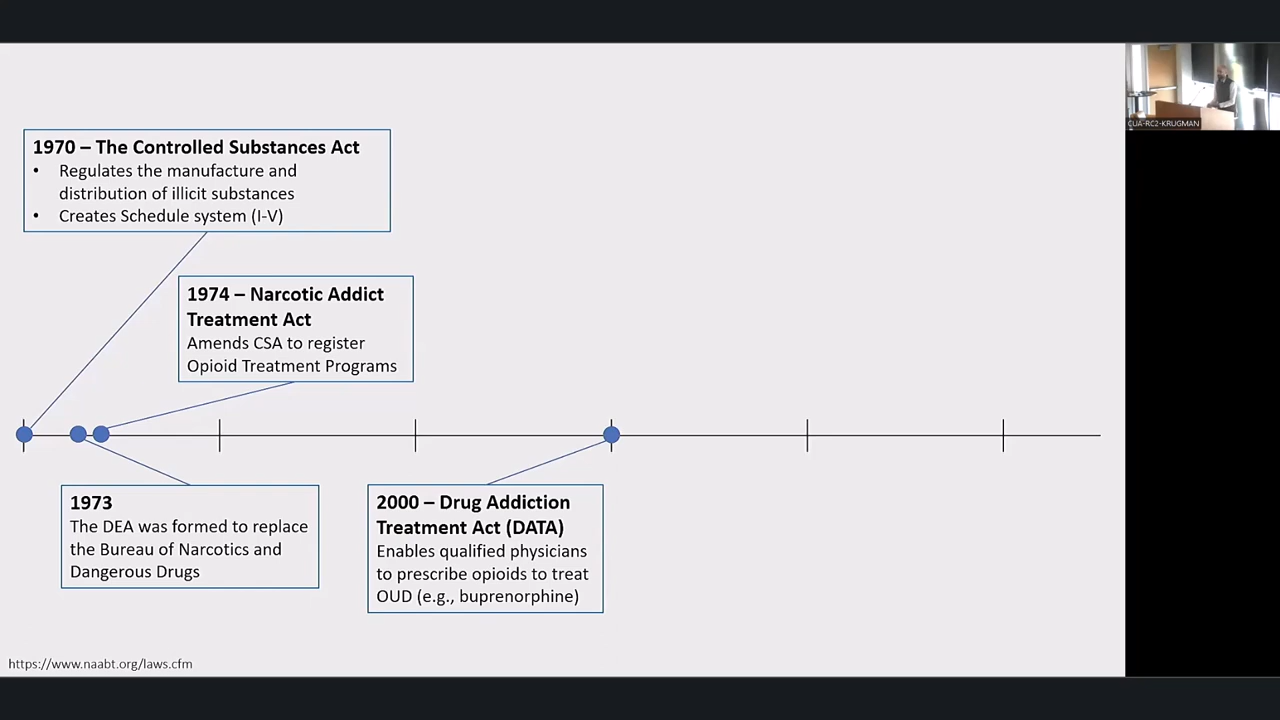 1970 – The Controlled Substances Act
• Regulates the manufacture and
distribution of illicit substances
• Creates Schedule system (I-V)
1974 – Narcotic Addict
Treatment Act
Amends CSA to register
Opioid Treatment Programs
1973
The DEA was formed to replace
the Bureau of Narcotics and
Dangerous Drugs
2000 – Drug Addiction
Treatment Act (DATA)
Enables qualified physicians
to prescribe opioids to treat
OUD (e.g., buprenorphine)
https://www.naabt.org/laws.cfm
CUA-RC2-KRUGMAN